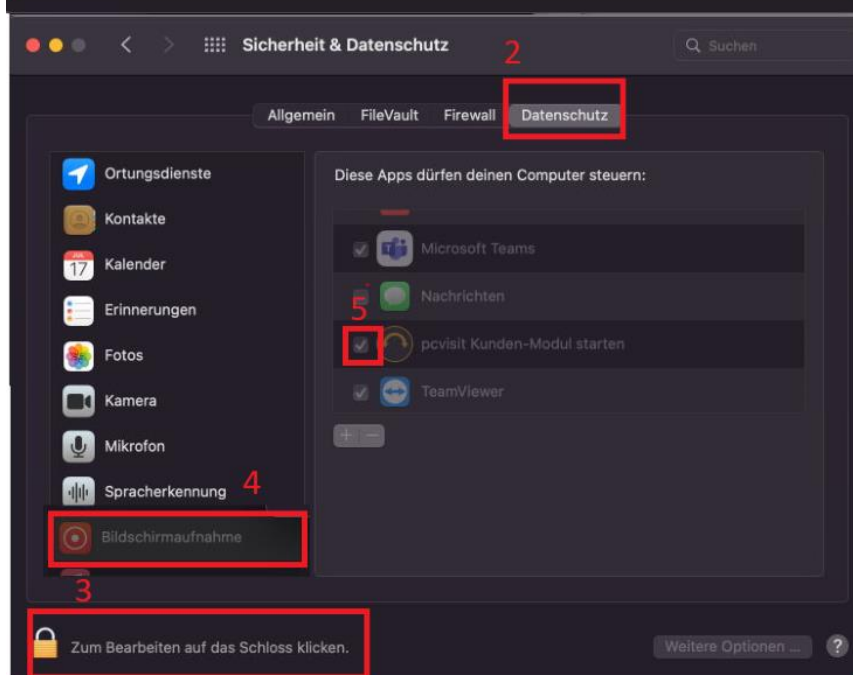 Sicherheit & Datenschutz
2
Suchen
Allgemein FileVault Firewall Datenschutz
Ortungsdienste
Kontakte
JUL
17
Kalender
Erinnerungen
Fotos
Kamera
Mikrofon
Spracherkennung
4
Bildschirmaufnahme
Diese Apps dürfen deinen Computer steuern:
Microsoft Teams
Nachrichten
5
pcvisit Kunden-Modul starten
TeamViewer
+ −
3
Zum Bearbeiten auf das Schloss klicken.
Weitere Optionen ...
?